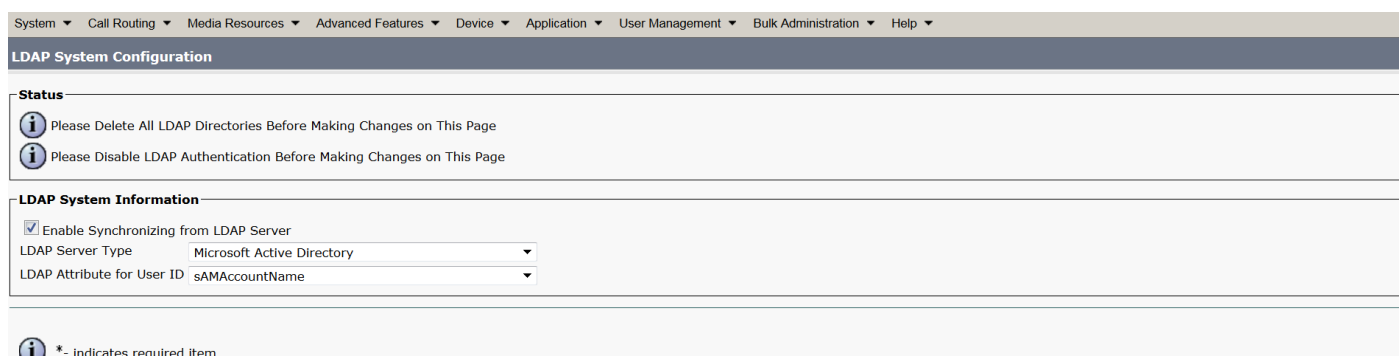 System Call Routing Media Resources Advanced Features Device Application User Management Bulk Administration Help
LDAP System Configuration
Status
Please Delete All LDAP Directories Before Making Changes on This Page
Please Disable LDAP Authentication Before Making Changes on This Page
LDAP System Information
Enable Synchronizing from LDAP Server
LDAP Server Type Microsoft Active Directory
LDAP Attribute for User ID sAMAccountName
*- indicates required item